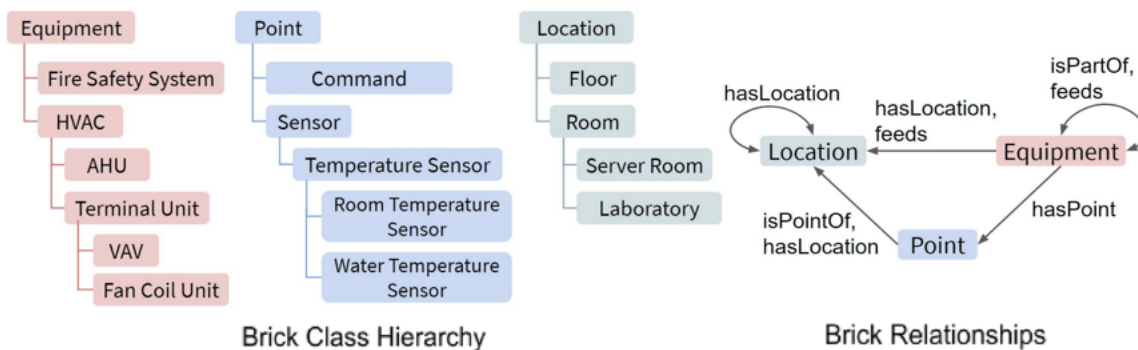 Equipment
Fire Safety System
HVAC
AHU
Terminal Unit
VAV
Fan Coil Unit
Point
Command
Sensor
Temperature Sensor
Room Temperature
Sensor
Water Temperature
Sensor
Location
Floor
Room
Server Room
Laboratory
Brick Class Hierarchy
hasLocation
hasLocation,
feeds
isPartOf,
feeds
Location
Equipment
isPointOf,
hasLocation
hasPoint
Point
Brick Relationships